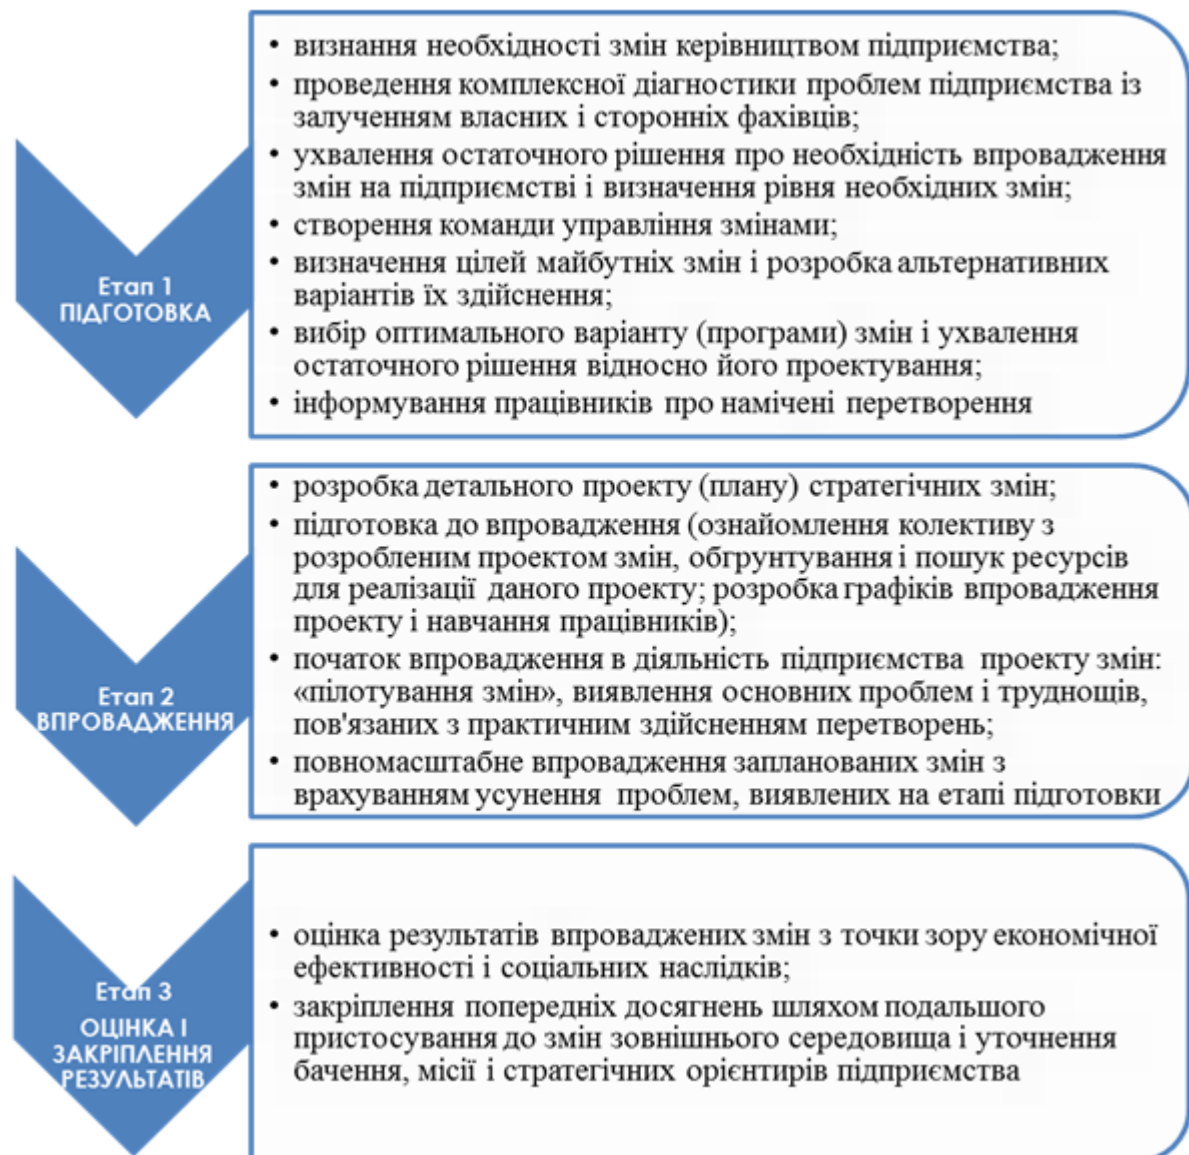 Етап 1
ПІДГОТОВКА
• визнання необхідності змін керівництвом підприємства;
• проведення комплексної діагностики проблем підприємства із
залученням власних і сторонніх фахівців;
• ухвалення остаточного рішення про необхідність впровадження
змін на підприємстві і визначення рівня необхідних змін;
• створення команди управління змінами;
• визначення цілей майбутніх змін і розробка альтернативних
варіантів їх здійснення;
• вибір оптимального варіанту (програми) змін і ухвалення
остаточного рішення відносно його проектування;
• інформування працівників про намічені перетворення
Етап 2
ВПРОВАДЖЕННЯ
• розробка детального проекту (плану) стратегічних змін;
• підготовка до впровадження (ознайомлення колективу з
розробленим проектом змін, обгрунтування і пошук ресурсів
для реалізації даного проекту; розробка графіків впровадження
проекту і навчання працівників);
• початок впровадження в діяльність підприємства проекту змін:
«пілотування змін», виявлення основних проблем і труднощів,
пов'язаних з практичним здійсненням перетворень;
• повномасштабне впровадження запланованих змін з
врахуванням усунення проблем, виявлених на етапі підготовки
Етап 3
ОЦІНКА І
ЗАКРІПЛЕННЯ
РЕЗУЛЬТАТІВ
• оцінка результатів впроваджених змін з точки зору економічної
ефективності і соціальних наслідків;
• закріплення попередніх досягнень шляхом подальшого
пристосування до змін зовнішнього середовища і уточнення
бачення, місії і стратегічних орієнтирів підприємства